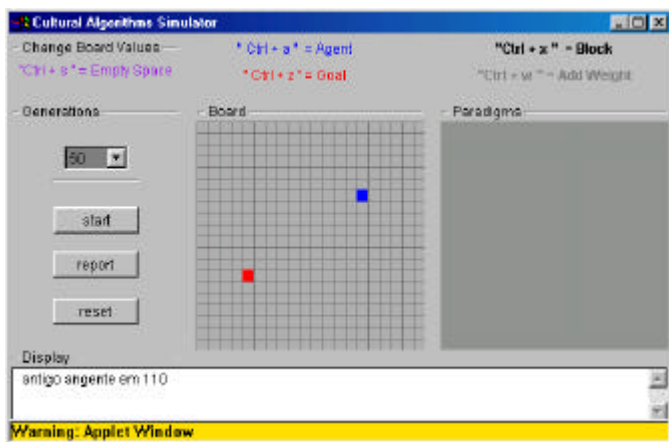 Cultural Algorithms Simulator
Change Board Values
"Ctrl + s" = Empty Space
"Ctrl + a" = Agent
"Ctrl + z" = Goal
"Ctrl + x" = Block
"Ctrl + w" = Add Weight
Generations
50
start
report
reset
Board
Paradigma
Display
antigo angente em 110
Warning: Applet Window